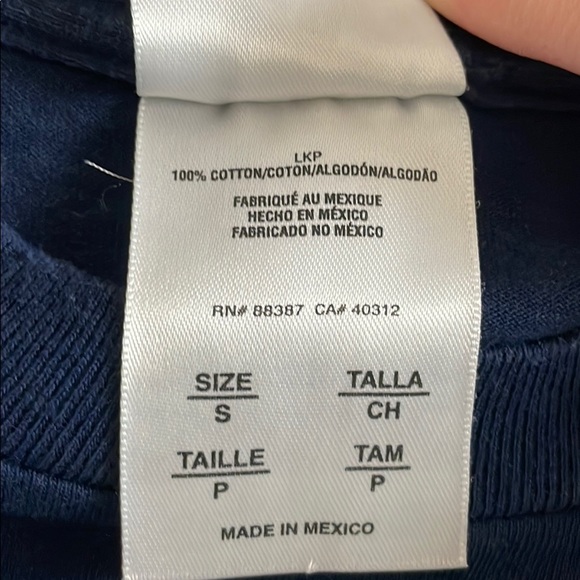 LKP
100% COTTON/COTON/ALGODÓN/ALGODÃO
FABRIQUÉ AU MEXIQUE
HECHO EN MÉXICO
FABRICADO NO MÉXICO
RN# 88387 CA# 40312
SIZE TALLA
S CH
TAILLE TAM
P P
MADE IN MEXICO